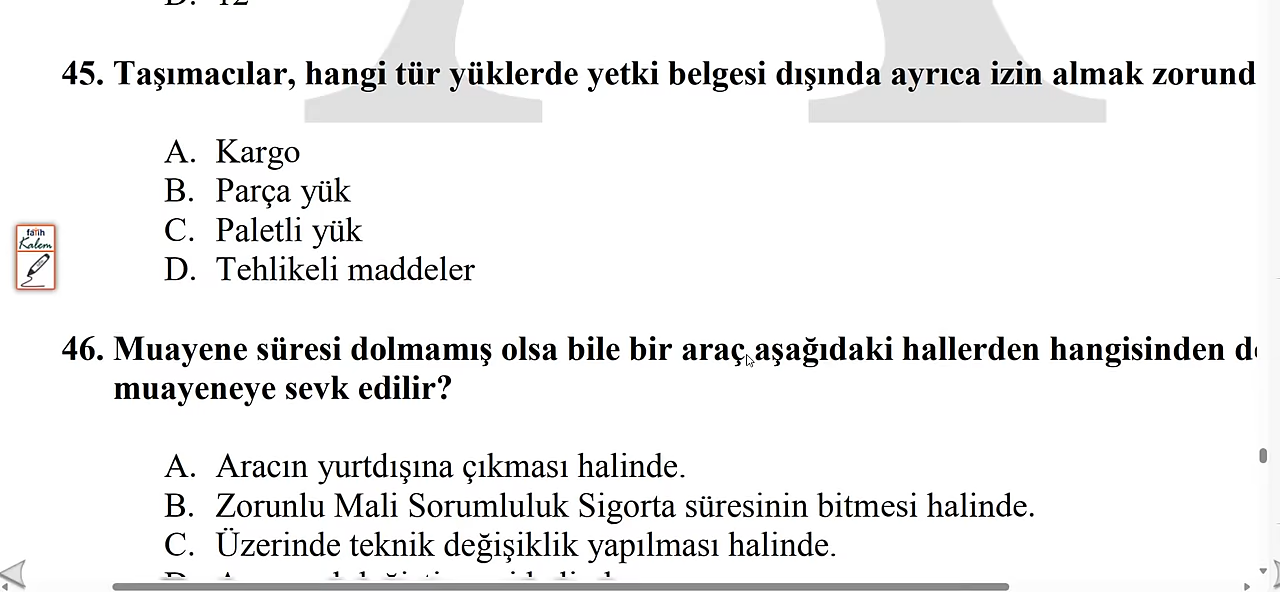 45. Taşımacılar, hangi tür yüklerde yetki belgesi dışında ayrıca izin almak zorund
A. Kargo
B. Parça yük
C. Paletli yük
D. Tehlikeli maddeler
fatih
Kalem
46. Muayene süresi dolmamış olsa bile bir araç aşağıdaki hallerden hangisinden
muayeneye sevk edilir?
A. Aracın yurtdışına çıkması halinde.
B. Zorunlu Mali Sorumluluk Sigorta süresinin bitmesi halinde.
C. Üzerinde teknik değişiklik yapılması halinde.